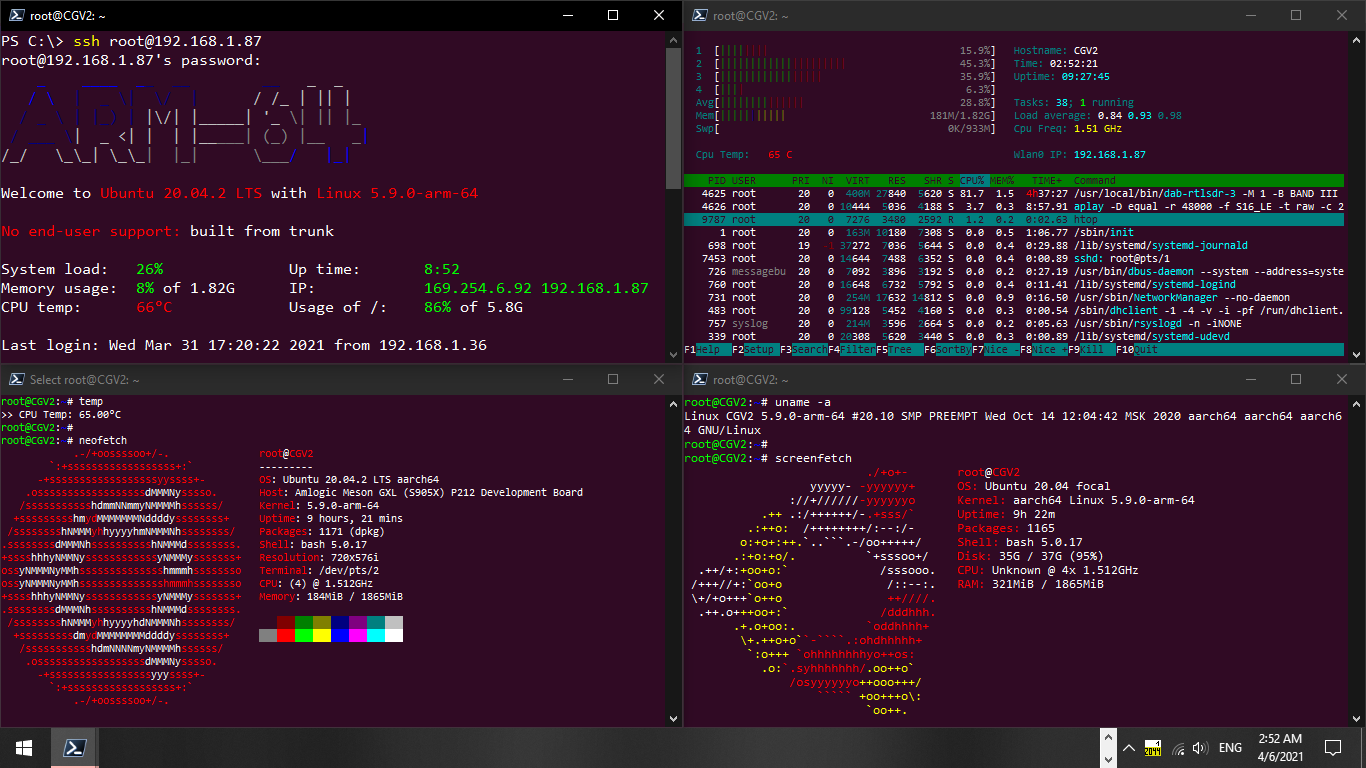 root@CGV2: ~
PS C:\> ssh root@192.168.1.87
root@192.168.1.87's password:
Welcome to Ubuntu 20.04.2 LTS with Linux 5.9.0-arm-64
No end-user support: built from trunk
System load: 26% Up time: 8:52
Memory usage: 8% of 1.82G IP: 169.254.6.92 192.168.1.87
CPU temp: 66°C Usage of /: 86% of 5.8G
Last login: Wed Mar 31 17:20:22 2021 from 192.168.1.36
root@CGV2: ~
1 [|||||||| 15.9%] Hostname: CGV2
2 [ 45.3%] Time: 02:52:21
3 [ 35.9%] Uptime: 09:27:45
4 [||| 6.3%]
Avg[ 28.8%] Tasks: 38; 1 running
Mem[ 181M/1.82G] Load average: 0.84 0.93 0.98
Swp[ 0K/933M] Cpu Freq: 1.51 GHz
Cpu Temp: 65 C Wlan0 IP: 192.168.1.87
PID USER PRI NI VIRT RES SHR S CPU% MEM% TIME+ Command
4625 root 20 0 400M 27840 5620 S 81.7 1.5 4h37:27 /usr/local/bin/dab-rtlsdr-3 -M 1 -B BAND III
4626 root 20 0 10444 5036 4188 S 3.7 0.3 8:57.91 aplay -D equal -r 48000 -f S16_LE -t raw -c 2
9787 root 20 0 7276 3480 2592 R 1.2 0.2 0:02.63 htop
1 root 20 0 163M 10180 7308 S 0.0 0.5 1:06.77 /sbin/init
698 root 19 -1 37272 7036 5644 S 0.0 0.4 0:29.88 /lib/systemd/systemd-journald
7453 root 20 0 14644 7488 6352 S 0.0 0.4 0:00.89 sshd: root@pts/1
726 messagebu 20 0 7092 3896 3192 S 0.0 0.2 0:27.19 /usr/bin/dbus-daemon --system --address=syste
760 root 20 0 16648 6732 5792 S 0.0 0.4 0:11.41 /lib/systemd/systemd-logind
731 root 20 0 254M 17632 14812 S 0.0 0.9 0:16.50 /usr/sbin/NetworkManager --no-daemon
483 root 20 0 99128 5452 4160 S 0.0 0.3 0:00.54 /sbin/dhclient -1 -4 -v -i -pf /run/dhclient.
757 syslog 20 0 214M 3596 2664 S 0.0 0.2 0:05.63 /usr/sbin/rsyslogd -n -iNONE
339 root 20 0 20308 5620 3440 S 0.0 0.3 0:00.89 /lib/systemd/systemd-udevd
F1Help F2Setup F3SearchF4FilterF5Tree F6SortByF7Nice -F8Nice +F9Kill F10Quit
Select root@CGV2: ~
root@CGV2: # temp
>> CPU Temp: 65.00°C
root@CGV2: #
root@CGV2: # neofetch
root@CGV2
---------
OS: Ubuntu 20.04.2 LTS aarch64
Host: Amlogic Meson GXL (S905X) P212 Development Board
Kernel: 5.9.0-arm-64
Uptime: 9 hours, 21 mins
Packages: 1171 (dpkg)
Shell: bash 5.0.17
Resolution: 720x576i
Terminal: /dev/pts/2
CPU: (4) @ 1.512GHz
Memory: 184MiB / 1865MiB
root@CGV2: ~
root@CGV2: # uname -a
Linux CGV2 5.9.0-arm-64 #20.10 SMP PREEMPT Wed Oct 14 12:04:42 MSK 2020 aarch64 aarch64 aarch6
4 GNU/Linux
root@CGV2: #
root@CGV2: # screenfetch
root@CGV2
OS: Ubuntu 20.04 focal
Kernel: aarch64 Linux 5.9.0-arm-64
Uptime: 9h 22m
Packages: 1165
Shell: bash 5.0.17
Disk: 35G / 37G (95%)
CPU: Unknown @ 4x 1.512GHz
RAM: 321MiB / 1865MiB
ENG
2:52 AM
4/6/2021